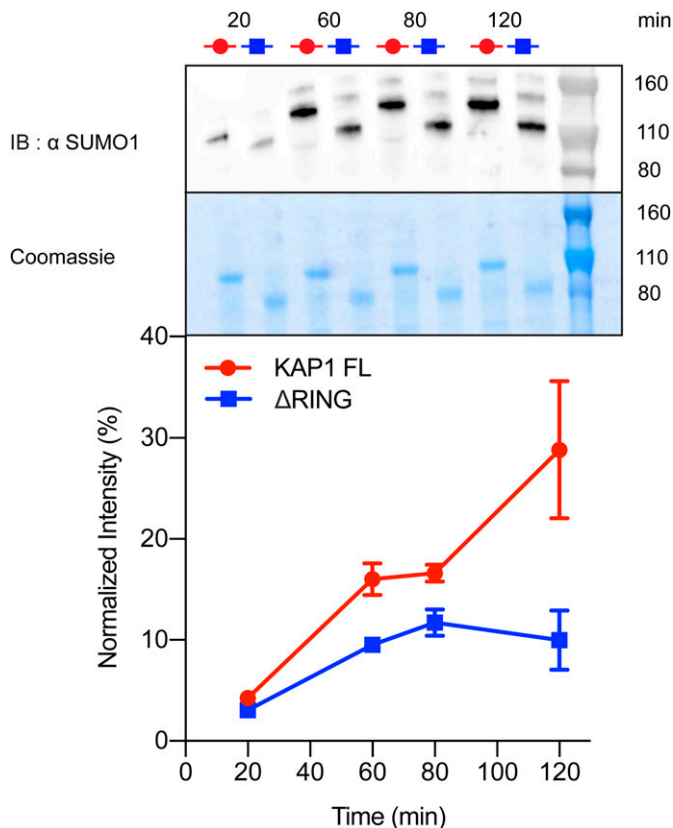 20 60 80 120 min
IB : α SUMO1
160
110
80
Coomassie
160
110
80
KAP1 FL
ΔRING
Normalized Intensity (%)
40
30
20
10
0
0 20 40 60 80 100 120
Time (min)